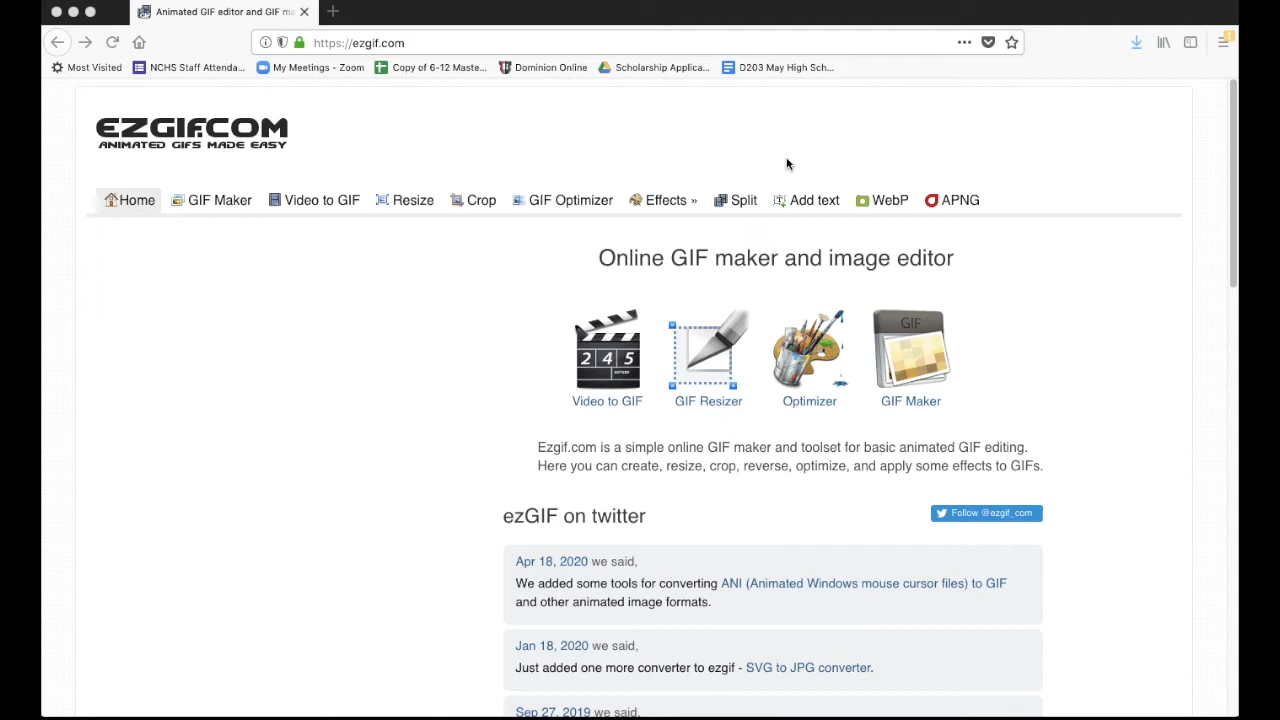 Animated GIF editor and GIF mo
https://ezgif.com
Most Visited
NCHS Staff Attenda...
My Meetings - Zoom
Copy of 6-12 Maste...
Dominion Online
Scholarship Applica...
D203 May High Sch...
EZGIF.COM
ANIMATED GIFS MADE EASY
Home GIF Maker Video to GIF Resize Crop GIF Optimizer Effects » Split Add text WebP APNG
Online GIF maker and image editor
2 4 5
GIF
Video to GIF GIF Resizer Optimizer GIF Maker
Ezgif.com is a simple online GIF maker and toolset for basic animated GIF editing.
Here you can create, resize, crop, reverse, optimize, and apply some effects to GIFs.
ezGIF on twitter
Follow @ezgif_com
Apr 18, 2020 we said,
We added some tools for converting ANI (Animated Windows mouse cursor files) to GIF
and other animated image formats.
Jan 18, 2020 we said,
Just added one more converter to ezgif - SVG to JPG converter.
Sep 27, 2019 we said,